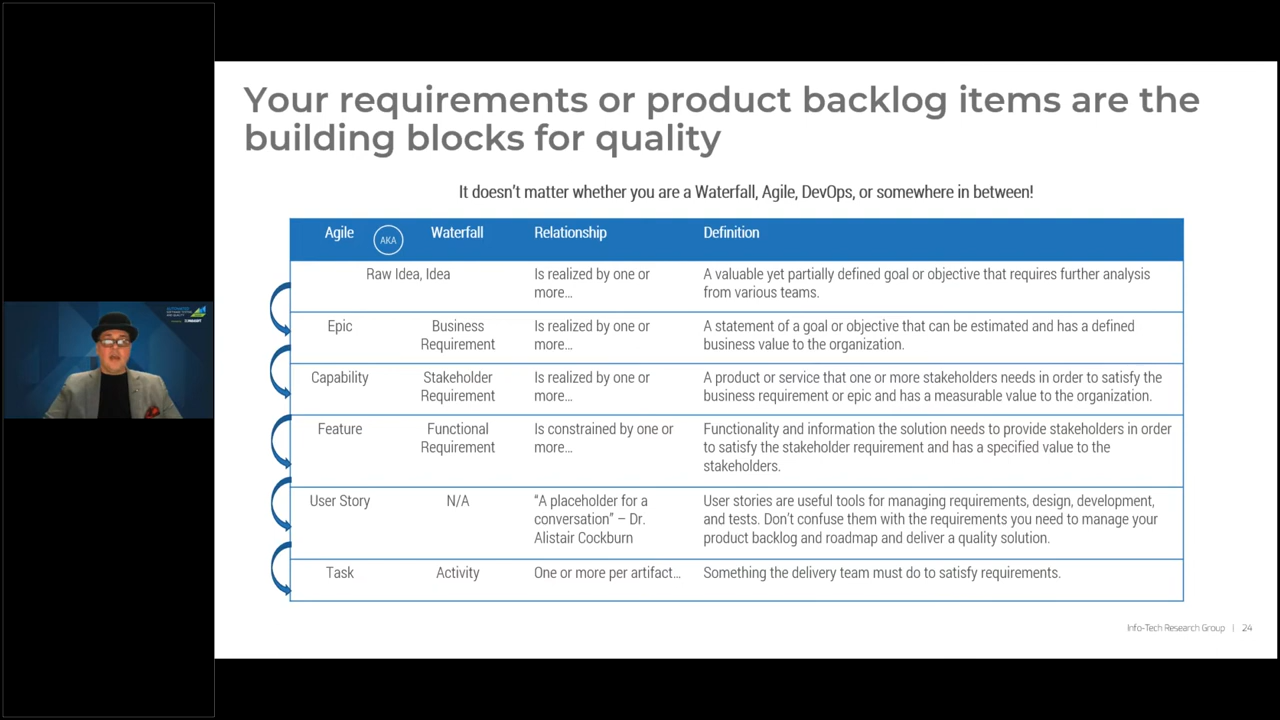 Your requirements or product backlog items are the
building blocks for quality
It doesn't matter whether you are a Waterfall, Agile, DevOps, or somewhere in between!
Agile AKA Waterfall Relationship Definition
Raw Idea, Idea
Is realized by one or
more...
A valuable yet partially defined goal or objective that requires further analysis
from various teams.
Epic
Business
Requirement
Is realized by one or
more...
A statement of a goal or objective that can be estimated and has a defined
business value to the organization.
Capability
Stakeholder
Requirement
Is realized by one or
more...
A product or service that one or more stakeholders needs in order to satisfy the
business requirement or epic and has a measurable value to the organization.
Feature
Functional
Requirement
Is constrained by one or
more...
Functionality and information the solution needs to provide stakeholders in order
to satisfy the stakeholder requirement and has a specified value to the
stakeholders.
User Story
N/A
“A placeholder for a
conversation” – Dr.
Alistair Cockburn
User stories are useful tools for managing requirements, design, development,
and tests. Don't confuse them with the requirements you need to manage your
product backlog and roadmap and deliver a quality solution.
Task
Activity
One or more per artifact...
Something the delivery team must do to satisfy requirements.
Info-Tech Research Group | 24